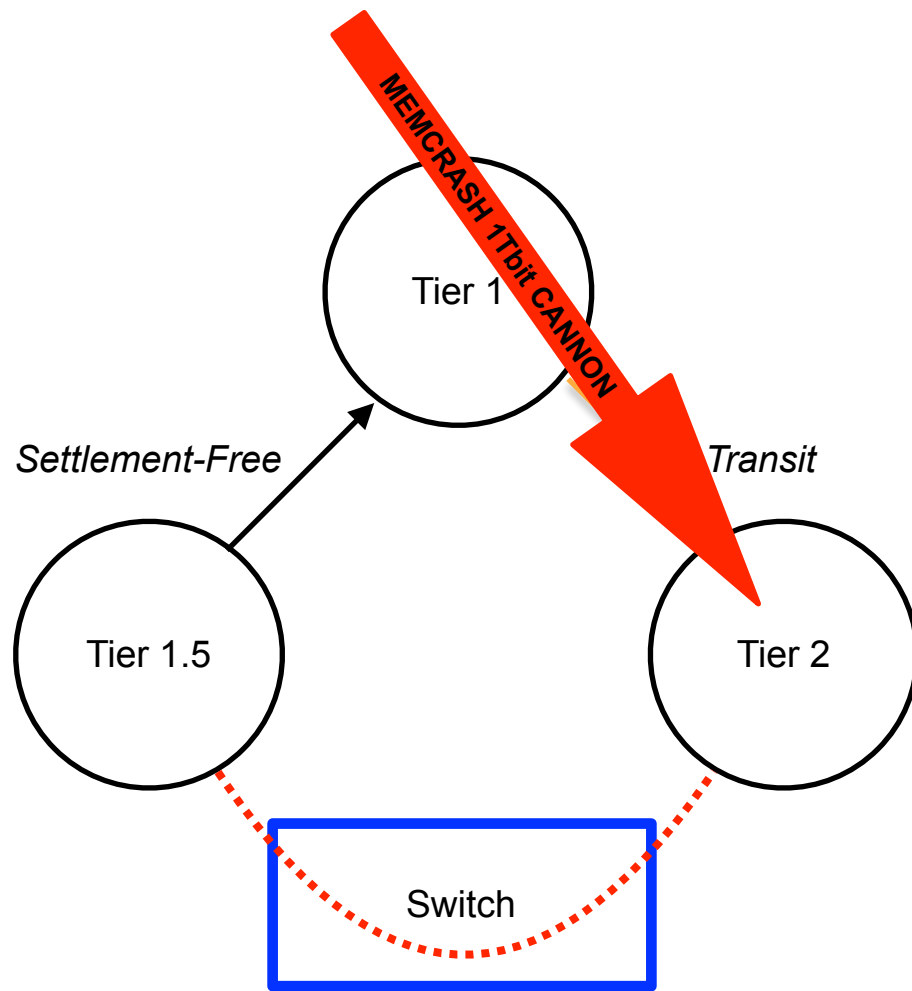 MEMCRASH 1Tbit CANNON
Tier 1
Settlement-Free
Transit
Tier 1.5
Tier 2
Switch